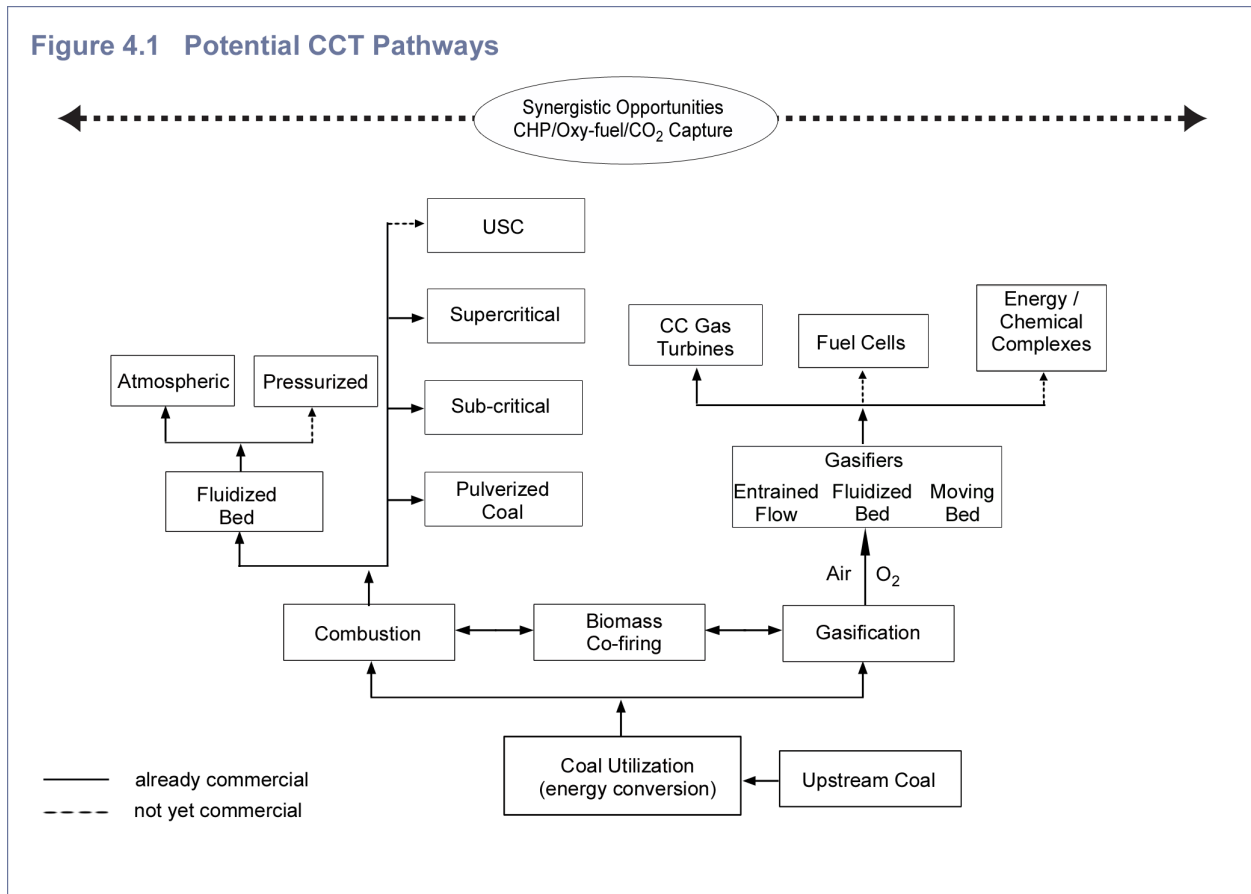 Figure 4.1 Potential CCT Pathways
Synergistic Opportunities
CHP/Oxy-fuel/CO₂ Capture
USC
Supercritical
Sub-critical
Pulverized
Coal
Atmospheric
Pressurized
Fluidized
Bed
CC Gas
Turbines
Fuel Cells
Energy /
Chemical
Complexes
Gasifiers
Entrained
Flow
Fluidized
Bed
Moving
Bed
Air
O₂
Combustion
Biomass
Co-firing
Gasification
Coal Utilization
(energy conversion)
Upstream Coal
already commercial
not yet commercial